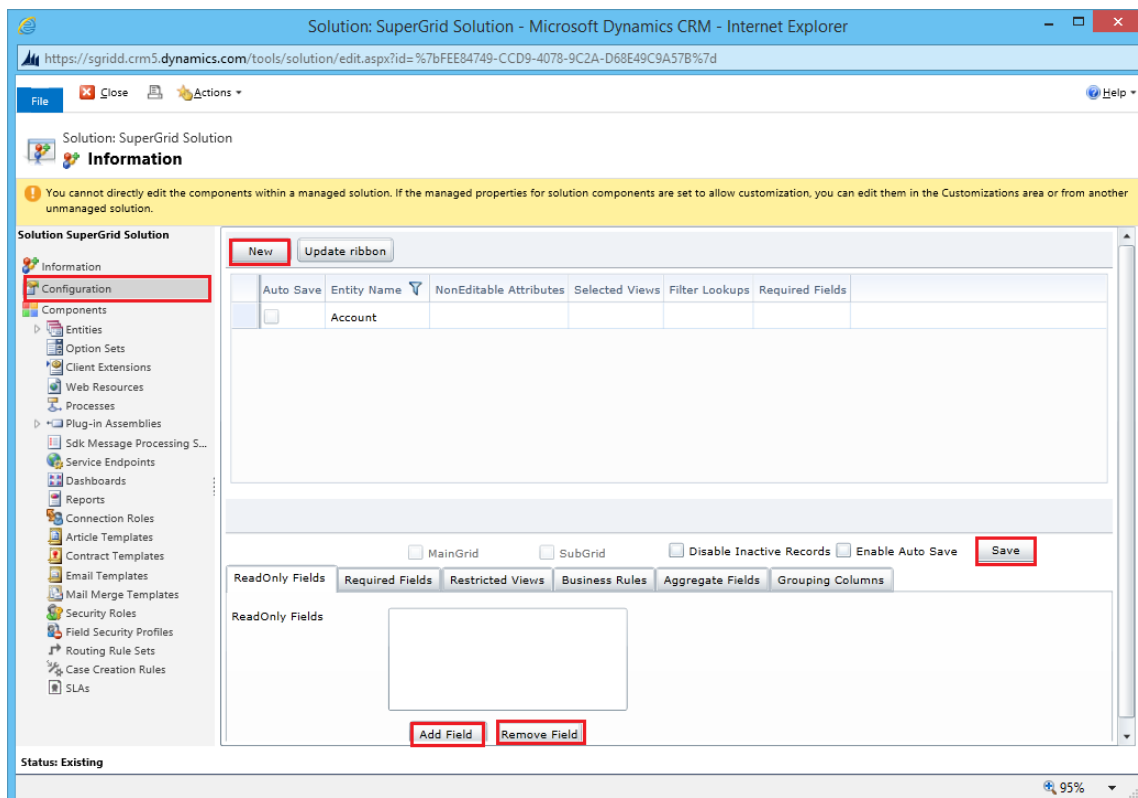 Solution: SuperGrid Solution - Microsoft Dynamics CRM - Internet Explorer
https://sgridd.crm5.dynamics.com/tools/solution/edit.aspx?id=%7bFEE84749-CCD9-4078-9C2A-D68E49C9A57B%7d
File Close Actions Help
Solution: SuperGrid Solution
Information
You cannot directly edit the components within a managed solution. If the managed properties for solution components are set to allow customization, you can edit them in the Customizations area or from another
unmanaged solution.
Solution SuperGrid Solution
Information
Configuration
Components
Entities
Option Sets
Client Extensions
Web Resources
Processes
Plug-in Assemblies
Sdk Message Processing S...
Service Endpoints
Dashboards
Reports
Connection Roles
Article Templates
Contract Templates
Email Templates
Mail Merge Templates
Security Roles
Field Security Profiles
Routing Rule Sets
Case Creation Rules
SLAs
New Update ribbon
Auto Save Entity Name NonEditable Attributes Selected Views Filter Lookups Required Fields
Account
MainGrid SubGrid Disable Inactive Records Enable Auto Save Save
ReadOnly Fields Required Fields Restricted Views Business Rules Aggregate Fields Grouping Columns
ReadOnly Fields
Add Field Remove Field
Status: Existing
95%